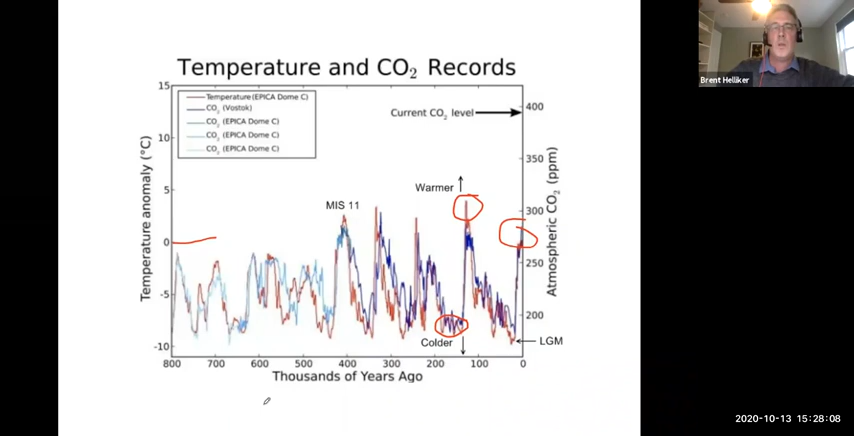 Temperature and CO₂ Records
Temperature (EPICA Dome C)
CO₂ (Vostok)
CO₂ (EPICA Dome C)
CO₂ (EPICA Dome C)
CO₂ (EPICA Dome C)
Current CO₂ level
MIS 11
Warmer
Colder
LGM
Temperature anomaly (°C)
15
10
5
0
-5
-10
Atmospheric CO₂ (ppm)
400
350
300
250
200
800 700 600 500 400 300 200 100 0
Thousands of Years Ago
Brent Helliker
2020-10-13 15:28:08